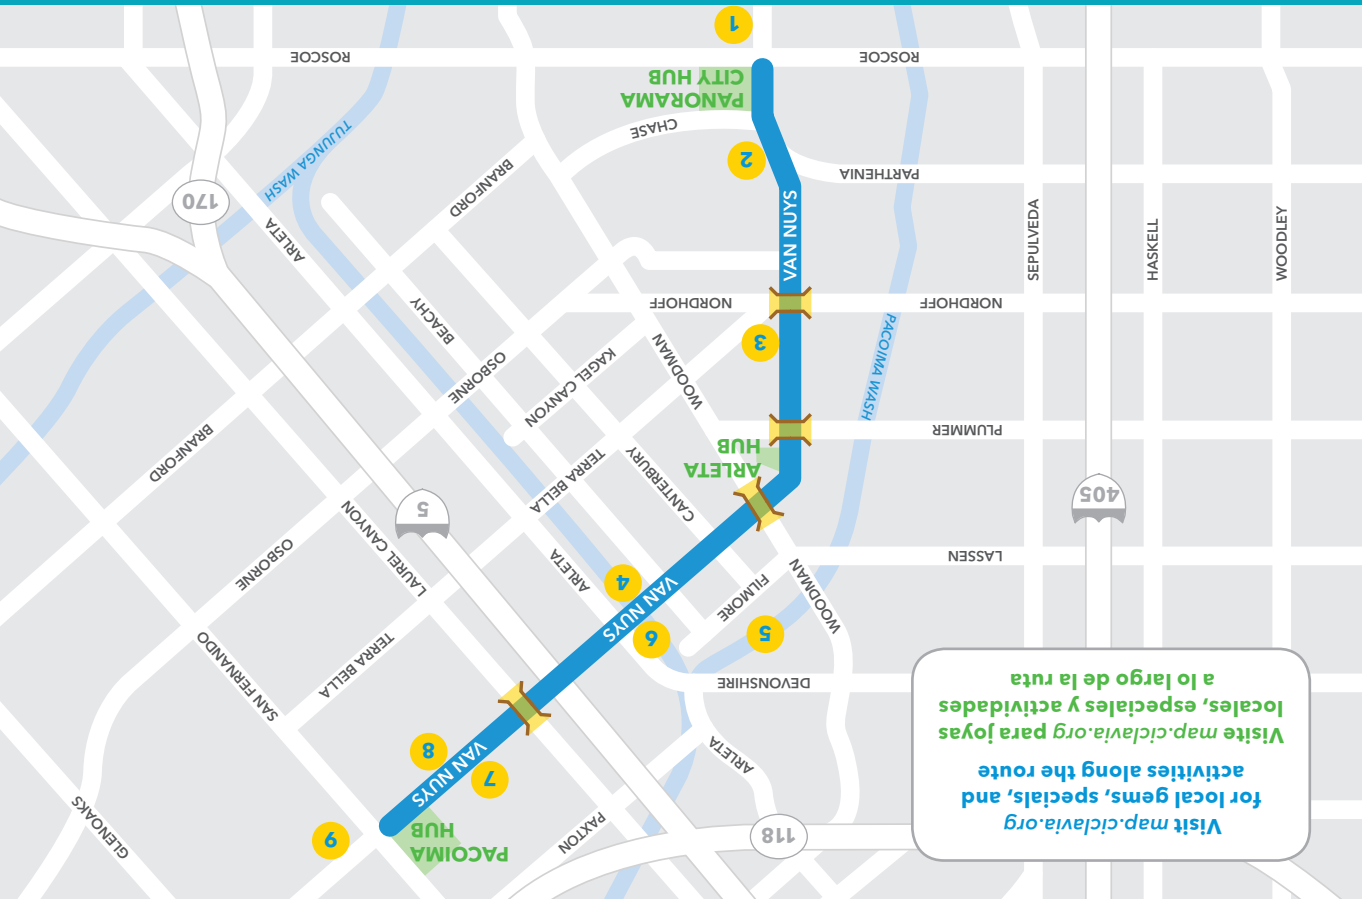 118
PACOIMA
HUB
9
GLENOAKS
PAXTON
Visit map.ciclavia.org
for local gems, specials, and
activities along the route
Visite map.ciclavia.org para joyas
locales, especiales y actividades
a lo largo de la ruta
7
8
VAN NUYS
ARLETA
DEVONSHIRE
SAN FERNANDO
TERRA BELLA
5
6
4
VAN NUYS
FILMORE
WOODMAN
ARLETA
LASSEN
OSBORNE
LAUREL CANYON
405
5
ARLETA
HUB
CANTERBURY
TERRA BELLA
BRANFORD
PLUMMER
PACOIMA WASH
3
WOODMAN
KAGEL CANYON
OSBORNE
BEACHY
NORDHOFF
NORDHOFF
WOODLEY
HASKELL
SEPULVEDA
VAN NUYS
ARLETA
170
BRANFORD
TUJUNGA WASH
PARTHENIA
2
CHASE
PANORAMA
CITY HUB
ROSCOE
ROSCOE
1